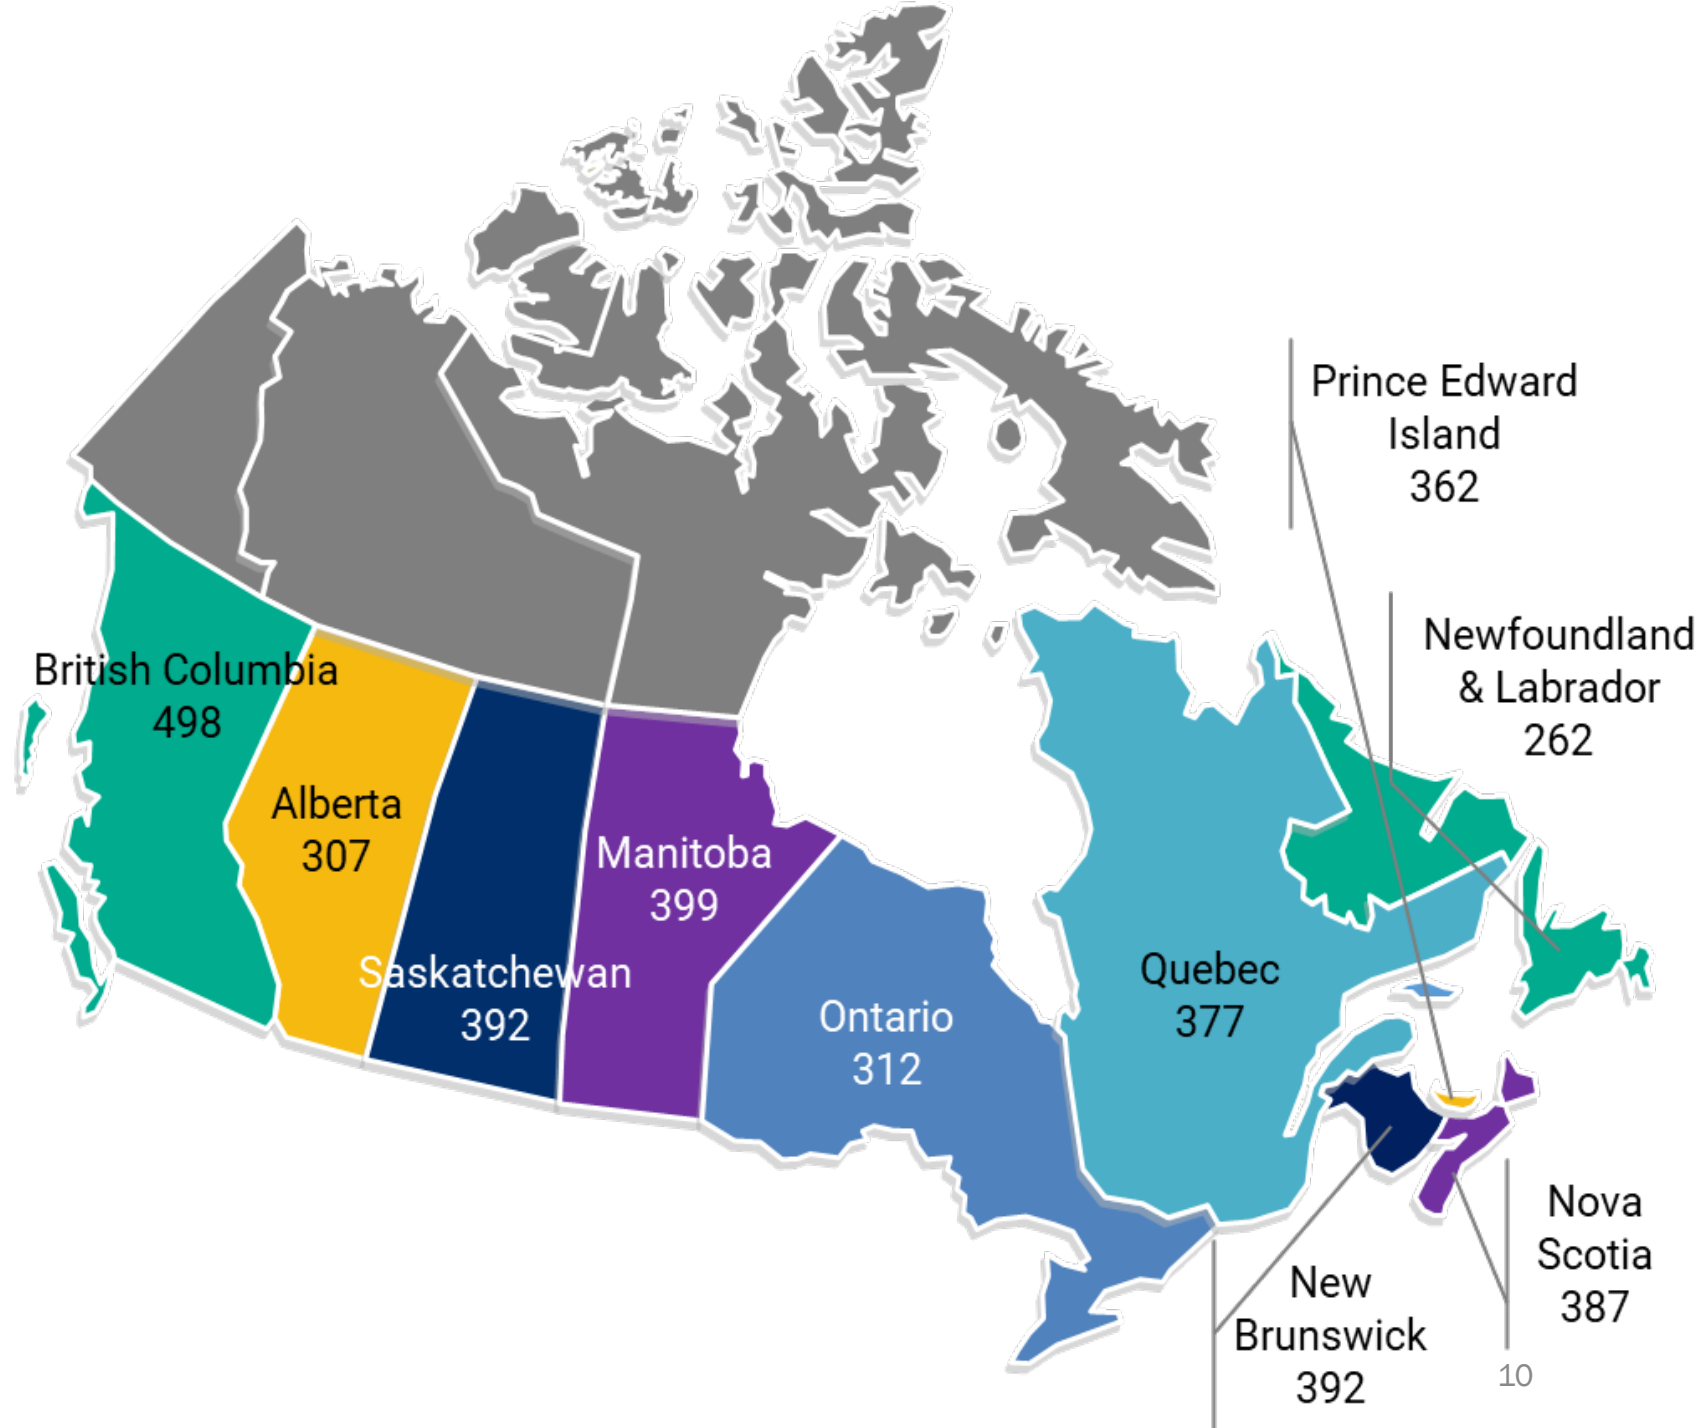 Prince Edward
Island
362
Newfoundland
& Labrador
262
British Columbia
498
Alberta
307
Manitoba
399
Saskatchewan
392
Ontario
312
Quebec
377
Nova
Scotia
387
New
Brunswick
392
10